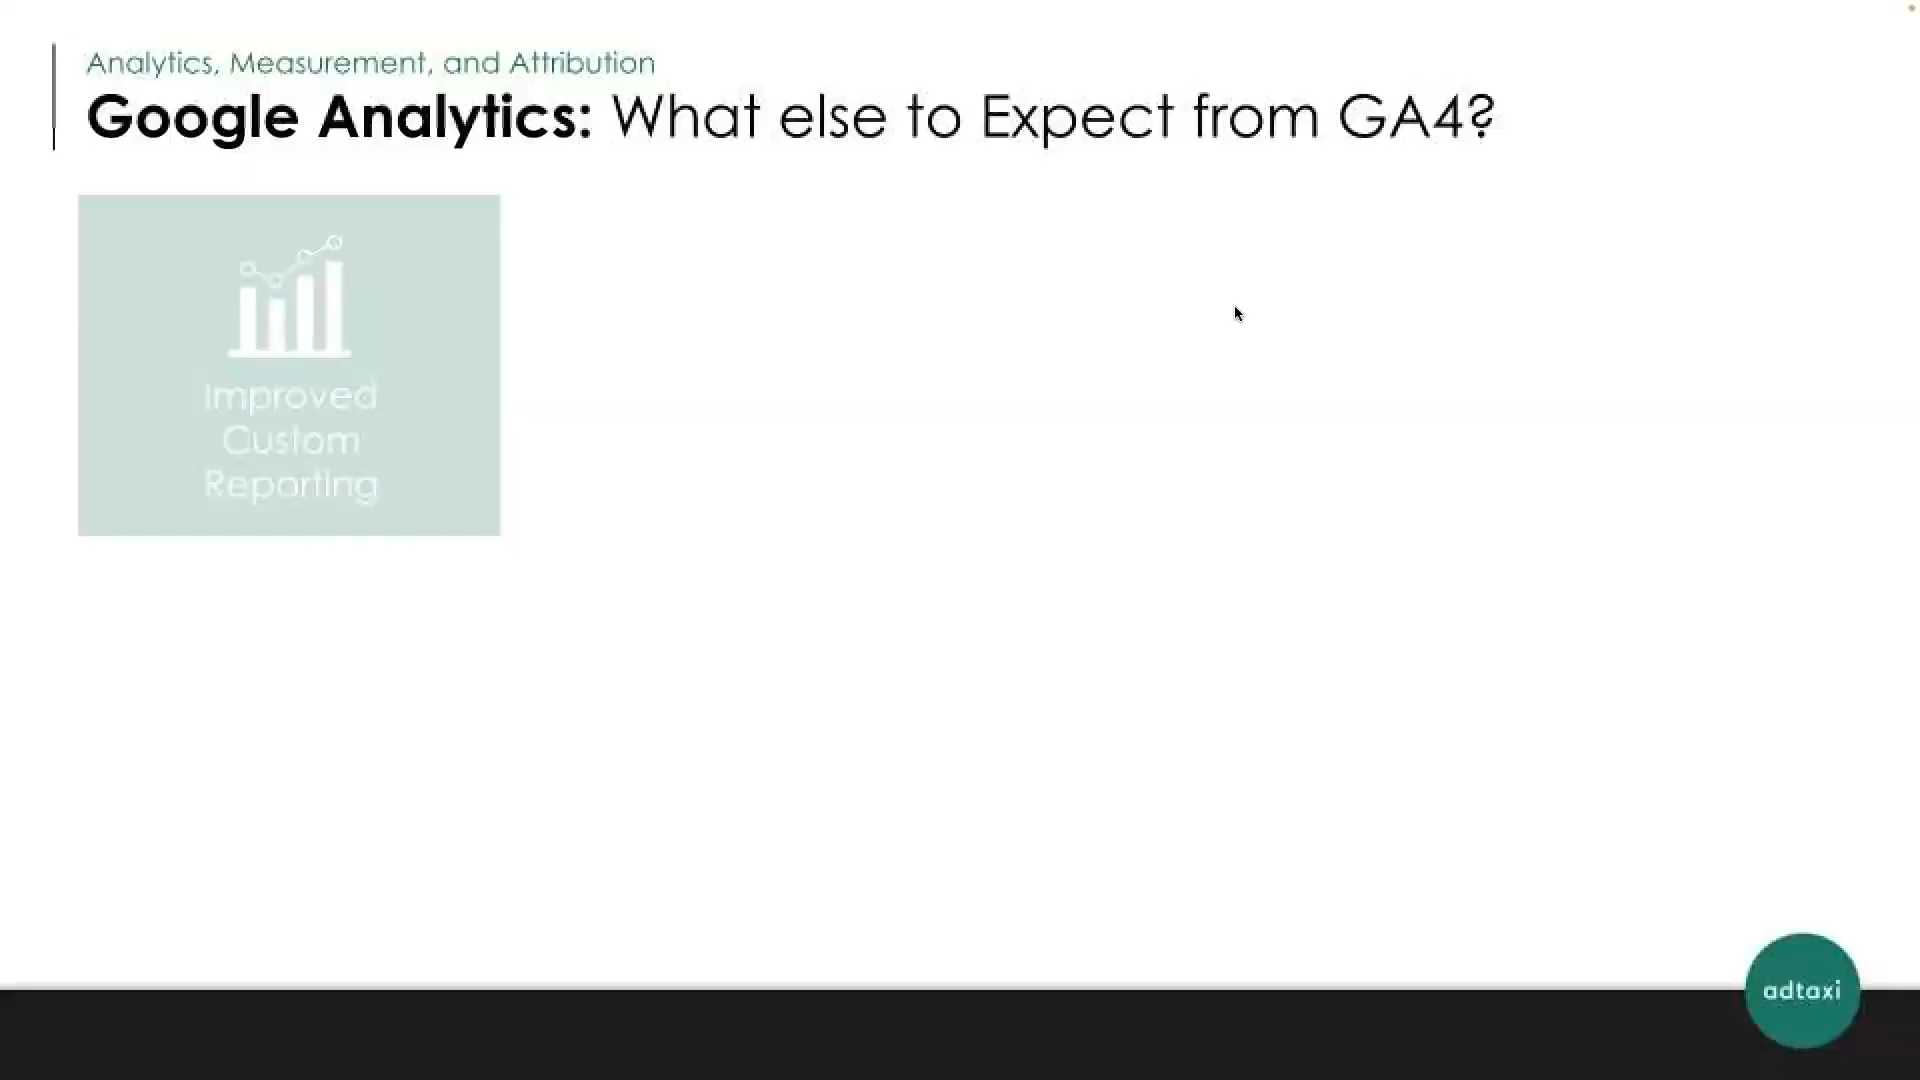 Analytics, Measurement, and Attribution
Google Analytics: What else to Expect from GA4?
Improved
Custom
Reporting
adtaxi